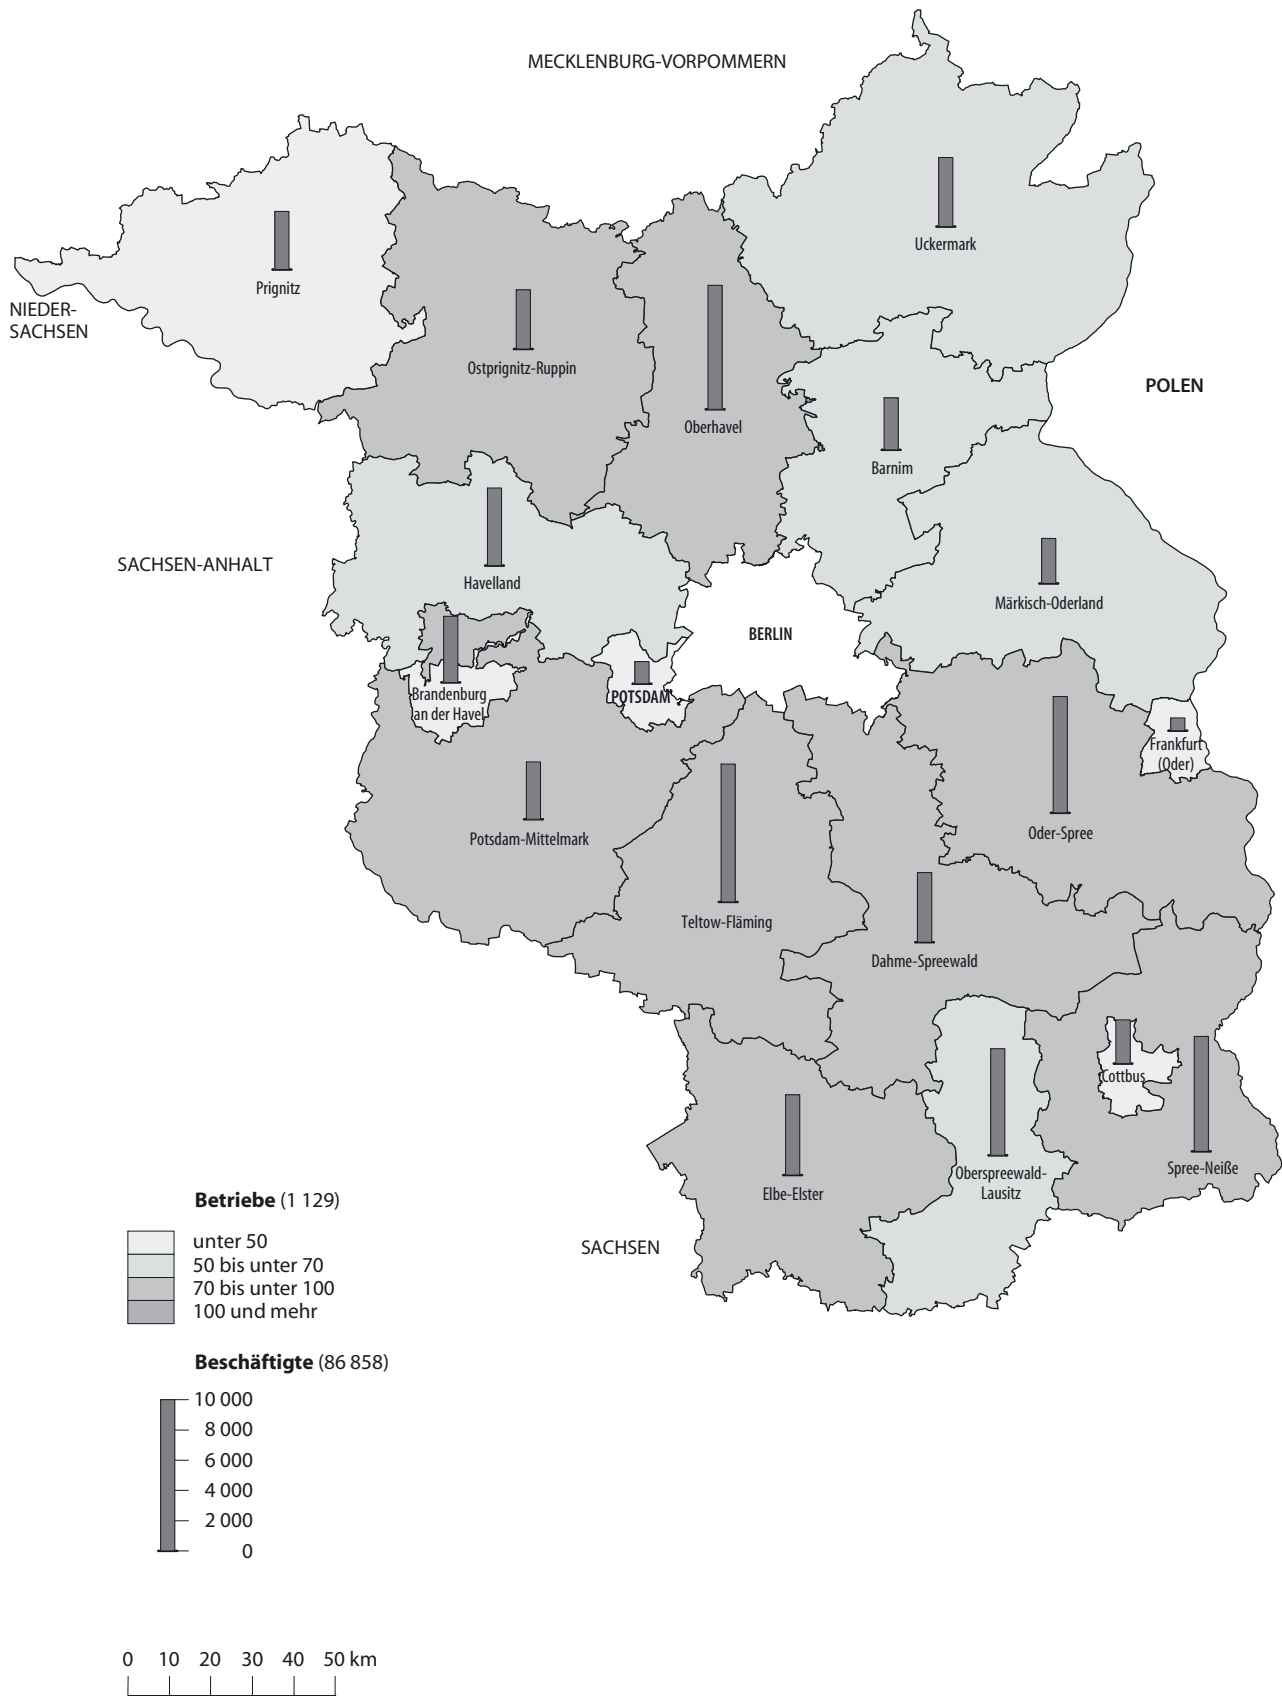 MECKLENBURG-VORPOMMERN
Uckermark
Prignitz
NIEDER-
SACHSEN
Ostprignitz-Ruppin
POLEN
Oberhavel
Barnim
SACHSEN-ANHALT
Havelland
Märkisch-Oderland
BERLIN
Brandenburg
an der Havel
POTSDAM
Frankfurt
(Oder)
Potsdam-Mittelmark
Oder-Spree
Teltow-Fläming
Dahme-Spreewald
Cottbus
Oberspreewald-
Lausitz
Spree-Neiße
Elbe-Elster
SACHSEN
Betriebe (1 129)
unter 50
50 bis unter 70
70 bis unter 100
100 und mehr
Beschäftigte (86 858)
10 000
8 000
6 000
4 000
2 000
0
0 10 20 30 40 50 km